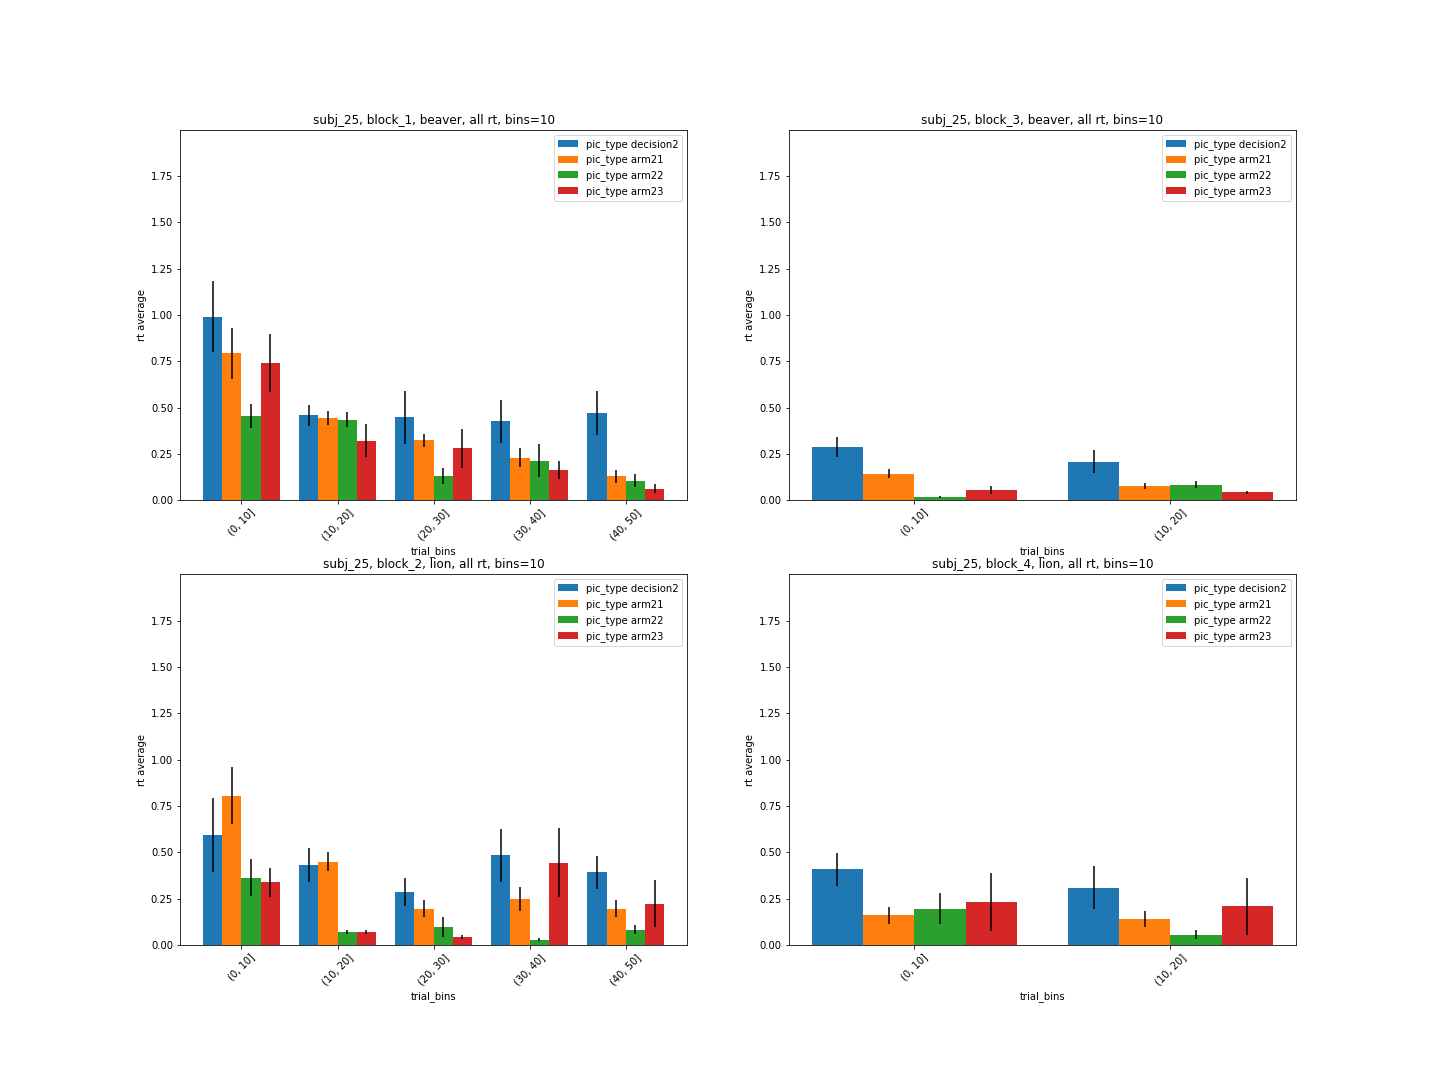 subj_25, block_1, beaver, all rt, bins=10
pic_type decision2
pic_type arm21
pic_type arm22
pic_type arm23
1.75
1.50
1.25
1.00
0.75
0.50
0.25
0.00
rt average
(0, 10]
(10, 20]
(20, 30]
(30, 40]
(40, 50]
trial_bins
subj_25, block_3, beaver, all rt, bins=10
pic_type decision2
pic_type arm21
pic_type arm22
pic_type arm23
1.75
1.50
1.25
1.00
0.75
0.50
0.25
0.00
rt average
(0, 10]
(10, 20]
trial_bins
subj_25, block_2, lion, all rt, bins=10
pic_type decision2
pic_type arm21
pic_type arm22
pic_type arm23
1.75
1.50
1.25
1.00
0.75
0.50
0.25
0.00
rt average
(0, 10]
(10, 20]
(20, 30]
(30, 40]
(40, 50]
trial_bins
subj_25, block_4, lion, all rt, bins=10
pic_type decision2
pic_type arm21
pic_type arm22
pic_type arm23
1.75
1.50
1.25
1.00
0.75
0.50
0.25
0.00
rt average
(0, 10]
(10, 20]
trial_bins